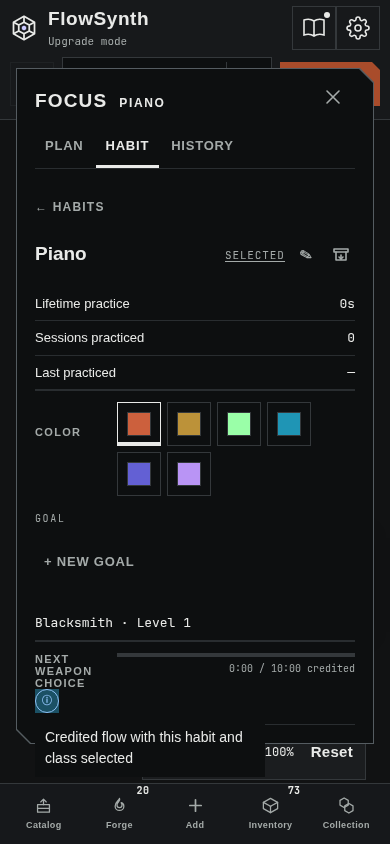 FlowSynth
Upgrade mode
FOCUS PIANO
PLAN HABIT HISTORY
← HABITS
Piano SELECTED
Lifetime practice 0s
Sessions practiced 0
Last practiced —
COLOR
GOAL
+ NEW GOAL
Blacksmith · Level 1
NEXT WEAPON CHOICE
0:00 / 10:00 credited
Credited flow with this habit and
class selected
100% Reset
20 73
Catalog Forge Add Inventory Collection